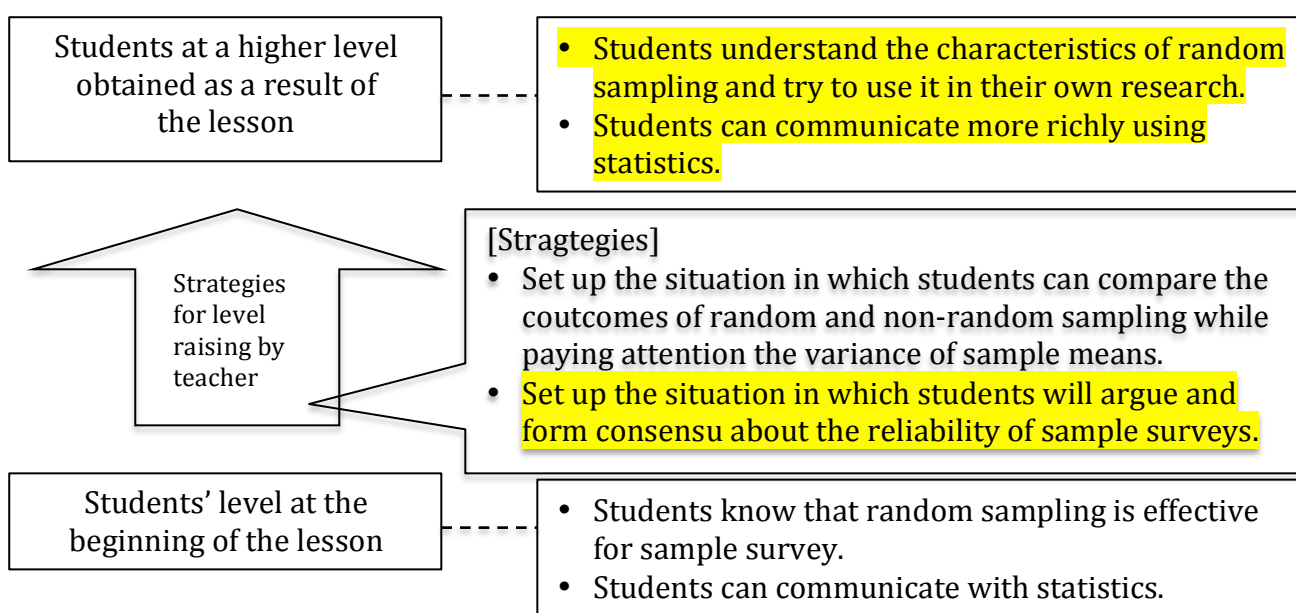 Students at a higher level
obtained as a result of
the lesson
• Students understand the characteristics of random
sampling and try to use it in their own research.
• Students can communicate more richly using
statistics.
Strategies
for level
raising by
teacher
[Stragtegies]
• Set up the situation in which students can compare the
coutcomes of random and non-random sampling while
paying attention the variance of sample means.
• Set up the situation in which students will argue and
form consensu about the reliability of sample surveys.
Students’ level at the
beginning of the lesson
• Students know that random sampling is effective
for sample survey.
• Students can communicate with statistics.